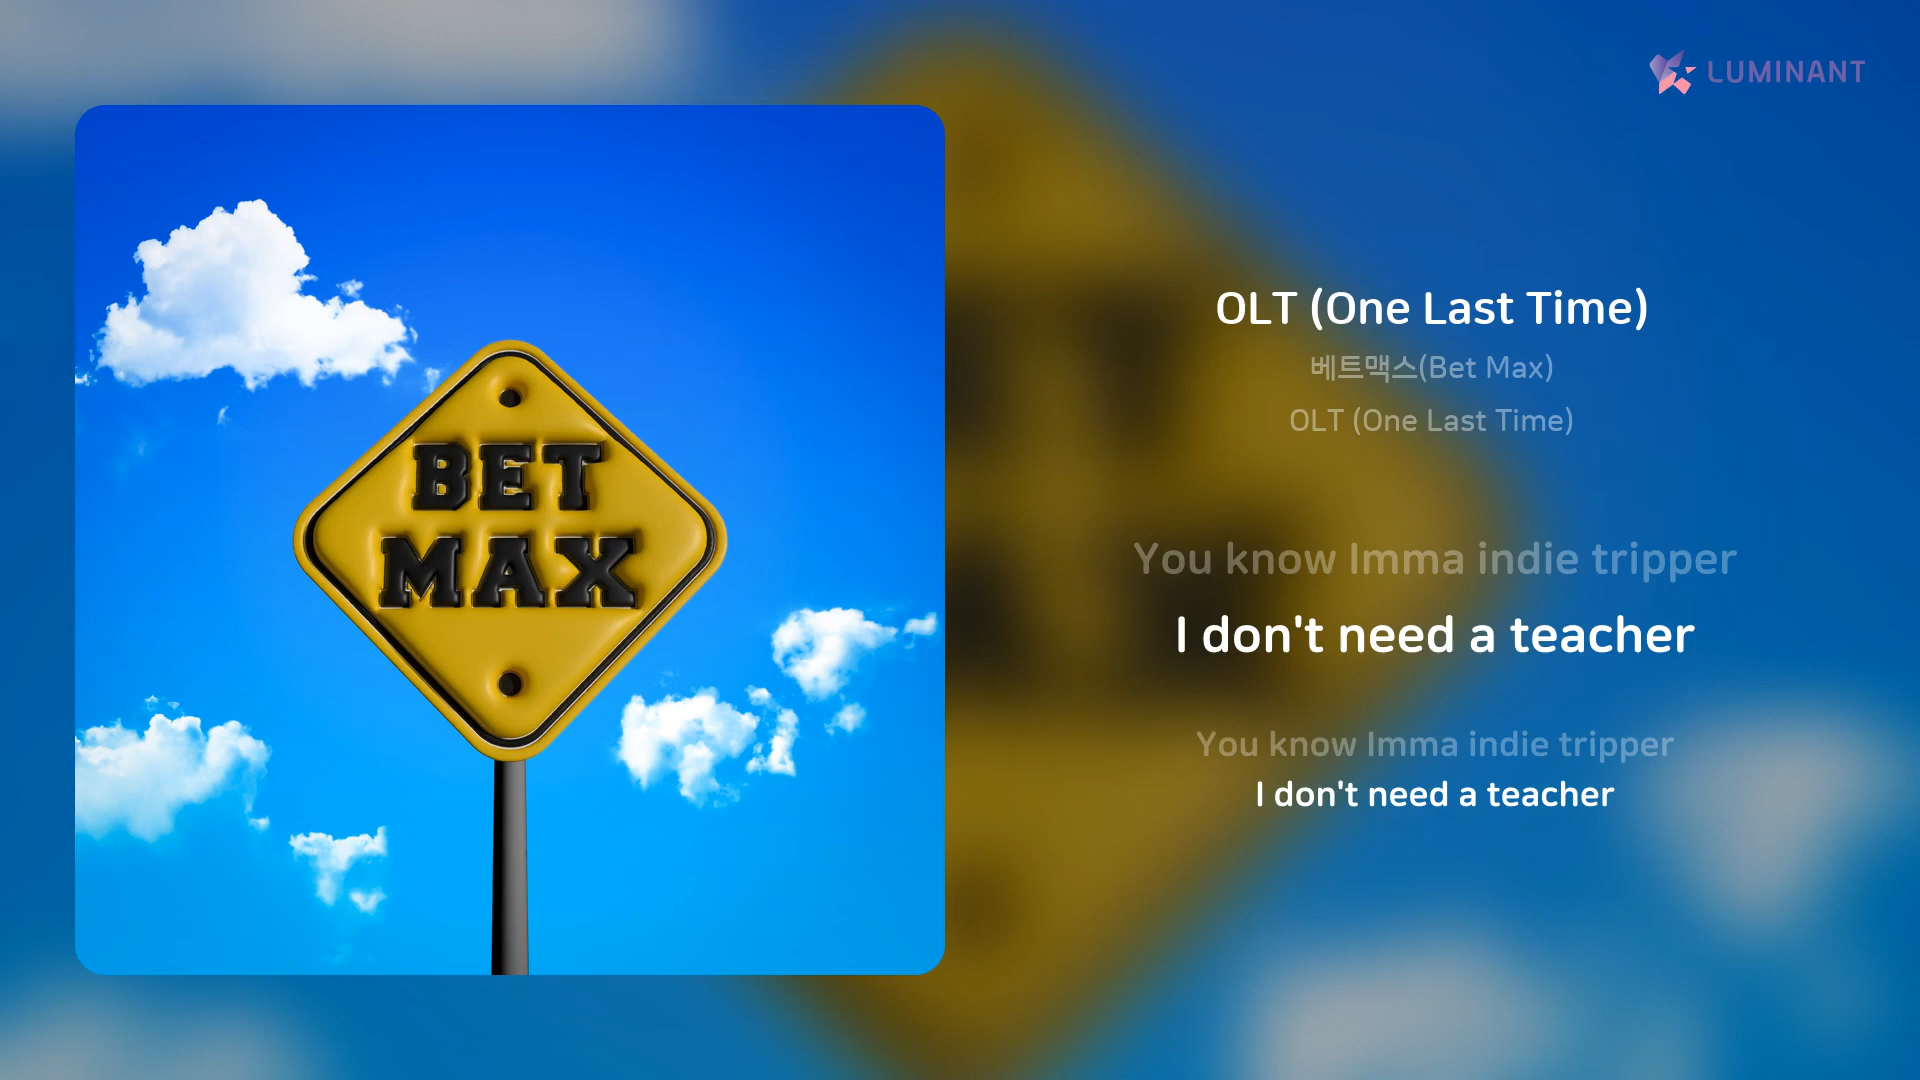 LUMINANT
BET
MAX
OLT (One Last Time)
베트맥스(Bet Max)
OLT (One Last Time)
You know Imma indie tripper
I don't need a teacher
You know Imma indie tripper
I don't need a teacher